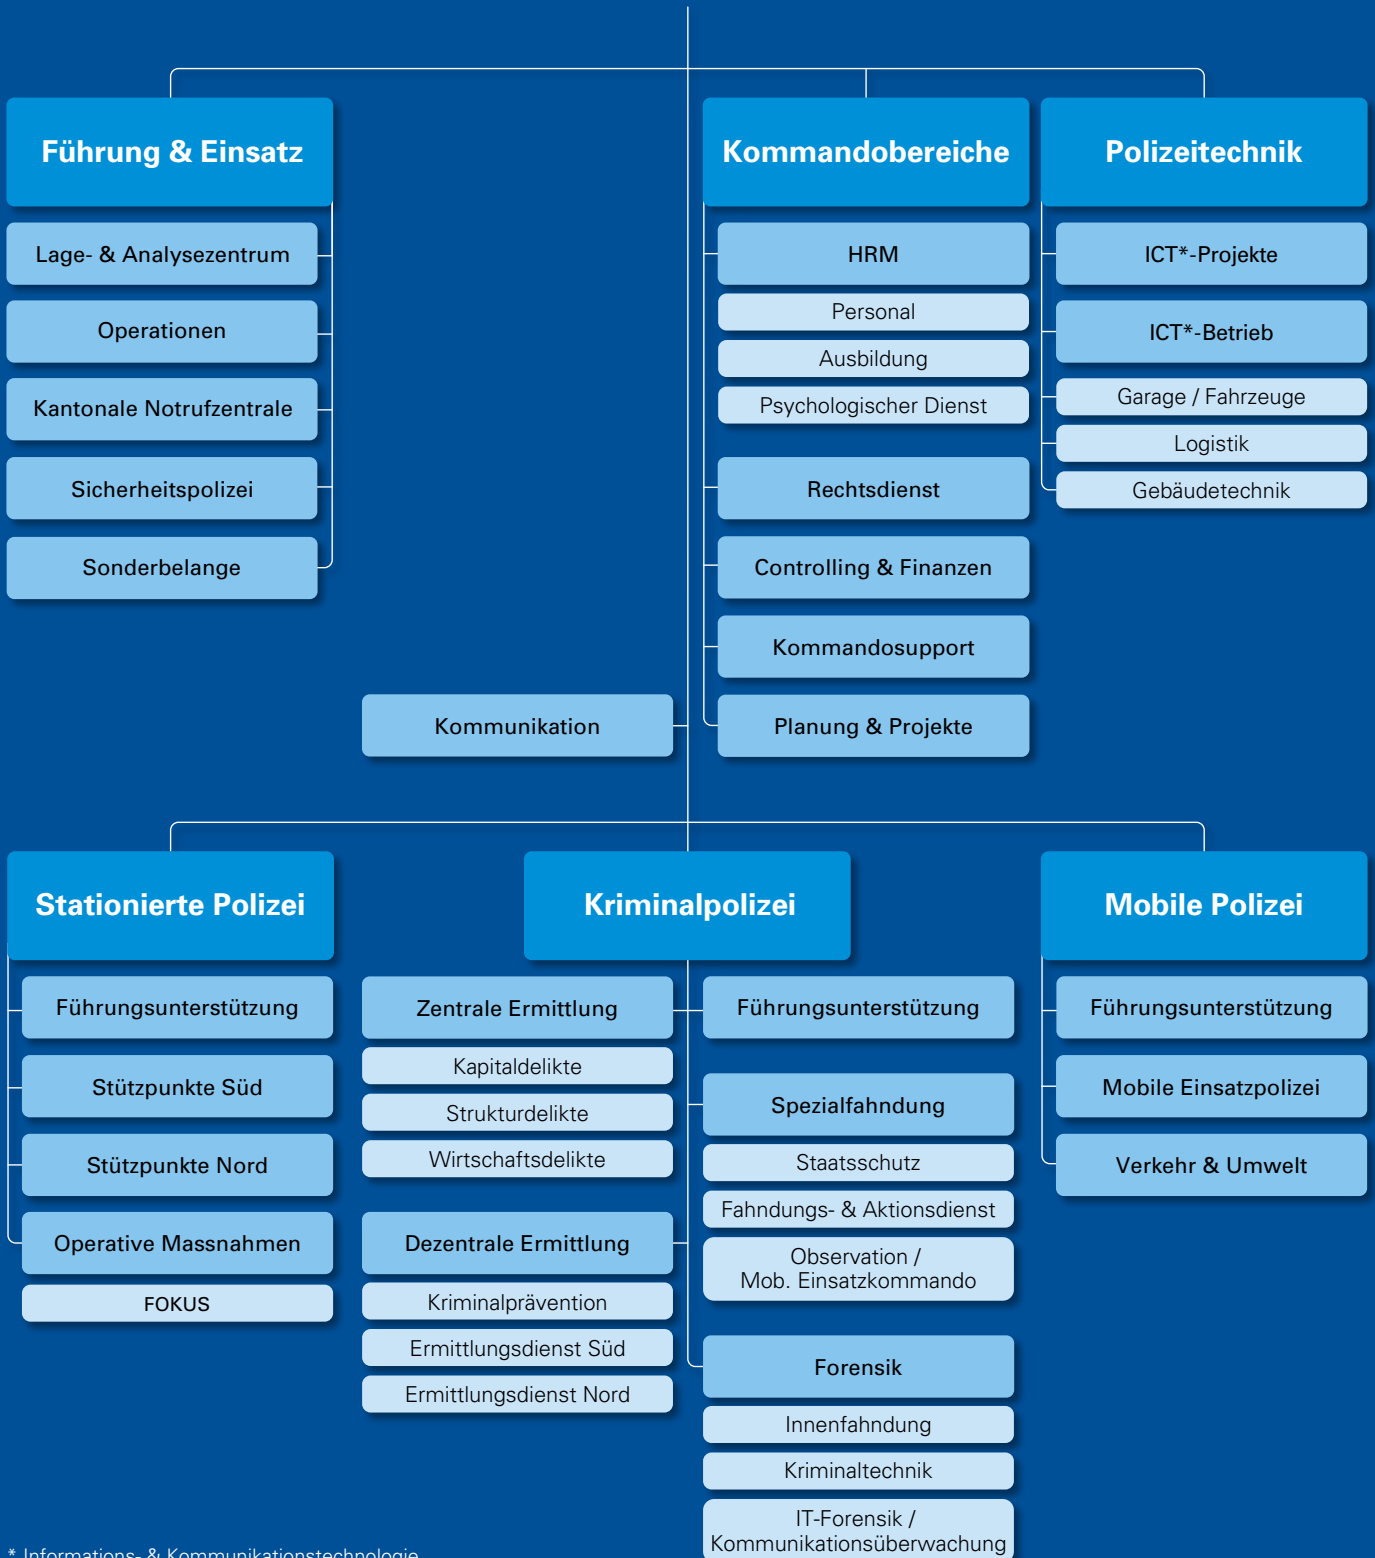 Führung & Einsatz
Lage- & Analysezentrum
Operationen
Kantonale Notrufzentrale
Sicherheitspolizei
Sonderbelange
Kommandobereiche
HRM
Personal
Ausbildung
Psychologischer Dienst
Rechtsdienst
Controlling & Finanzen
Kommandosupport
Planung & Projekte
Polizeitechnik
ICT*-Projekte
ICT*-Betrieb
Garage / Fahrzeuge
Logistik
Gebäudetechnik
Kommunikation
Stationierte Polizei
Führungsunterstützung
Stützpunkte Süd
Stützpunkte Nord
Operative Massnahmen
FOKUS
Kriminalpolizei
Zentrale Ermittlung
Kapitaldelikte
Strukturdelikte
Wirtschaftsdelikte
Dezentrale Ermittlung
Kriminalprävention
Ermittlungsdienst Süd
Ermittlungsdienst Nord
Führungsunterstützung
Spezialfahndung
Staatsschutz
Fahndungs- & Aktionsdienst
Observation /
Mob. Einsatzkommando
Forensik
Innenfahndung
Kriminaltechnik
IT-Forensik /
Kommunikationsüberwachung
Mobile Polizei
Führungsunterstützung
Mobile Einsatzpolizei
Verkehr & Umwelt
* Informations- & Kommunikationstechnologie